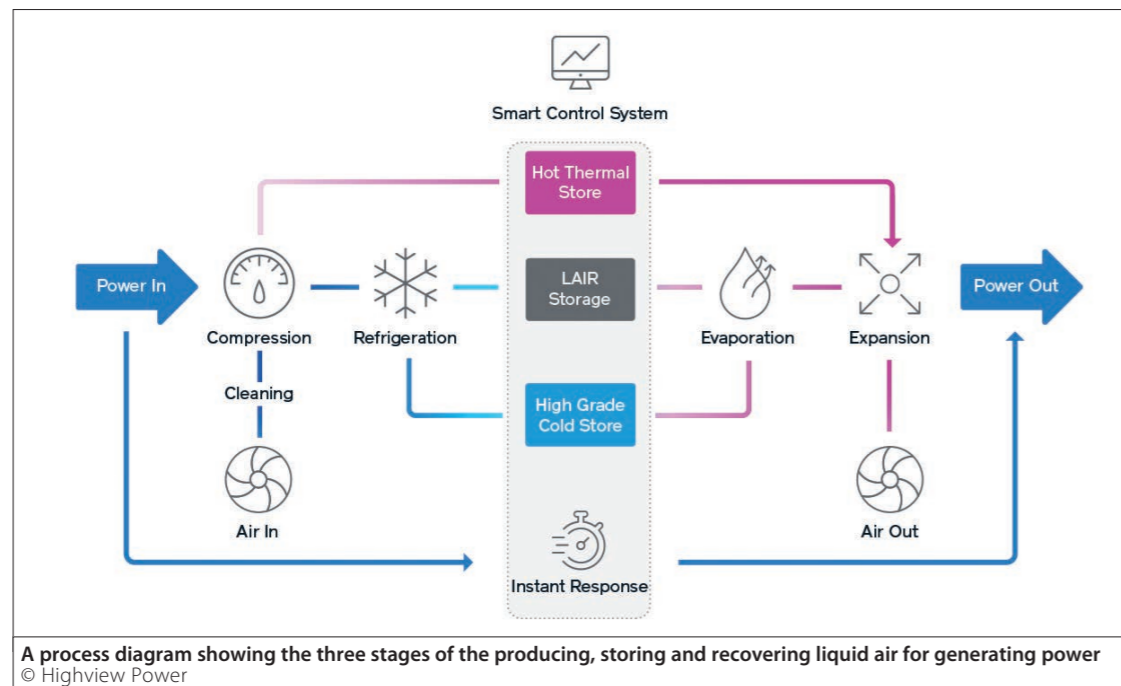 Smart Control System
Hot Thermal
Store
Power In
LAIR
Storage
Power Out
Compression
Refrigeration
Evaporation
Expansion
Cleaning
High Grade
Cold Store
Air In
Air Out
Instant Response
A process diagram showing the three stages of the producing, storing and recovering liquid air for generating power
© Highview Power